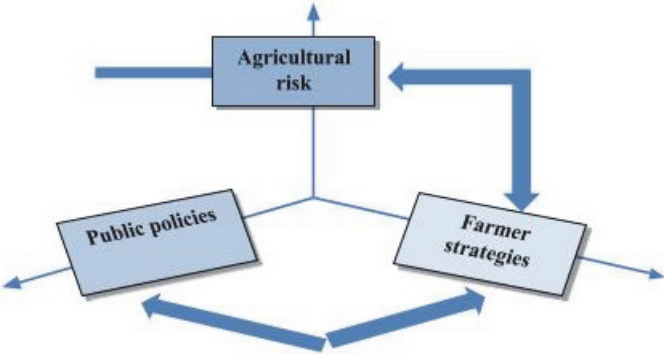 Agricultural
risk
Public policies
Farmer
strategies